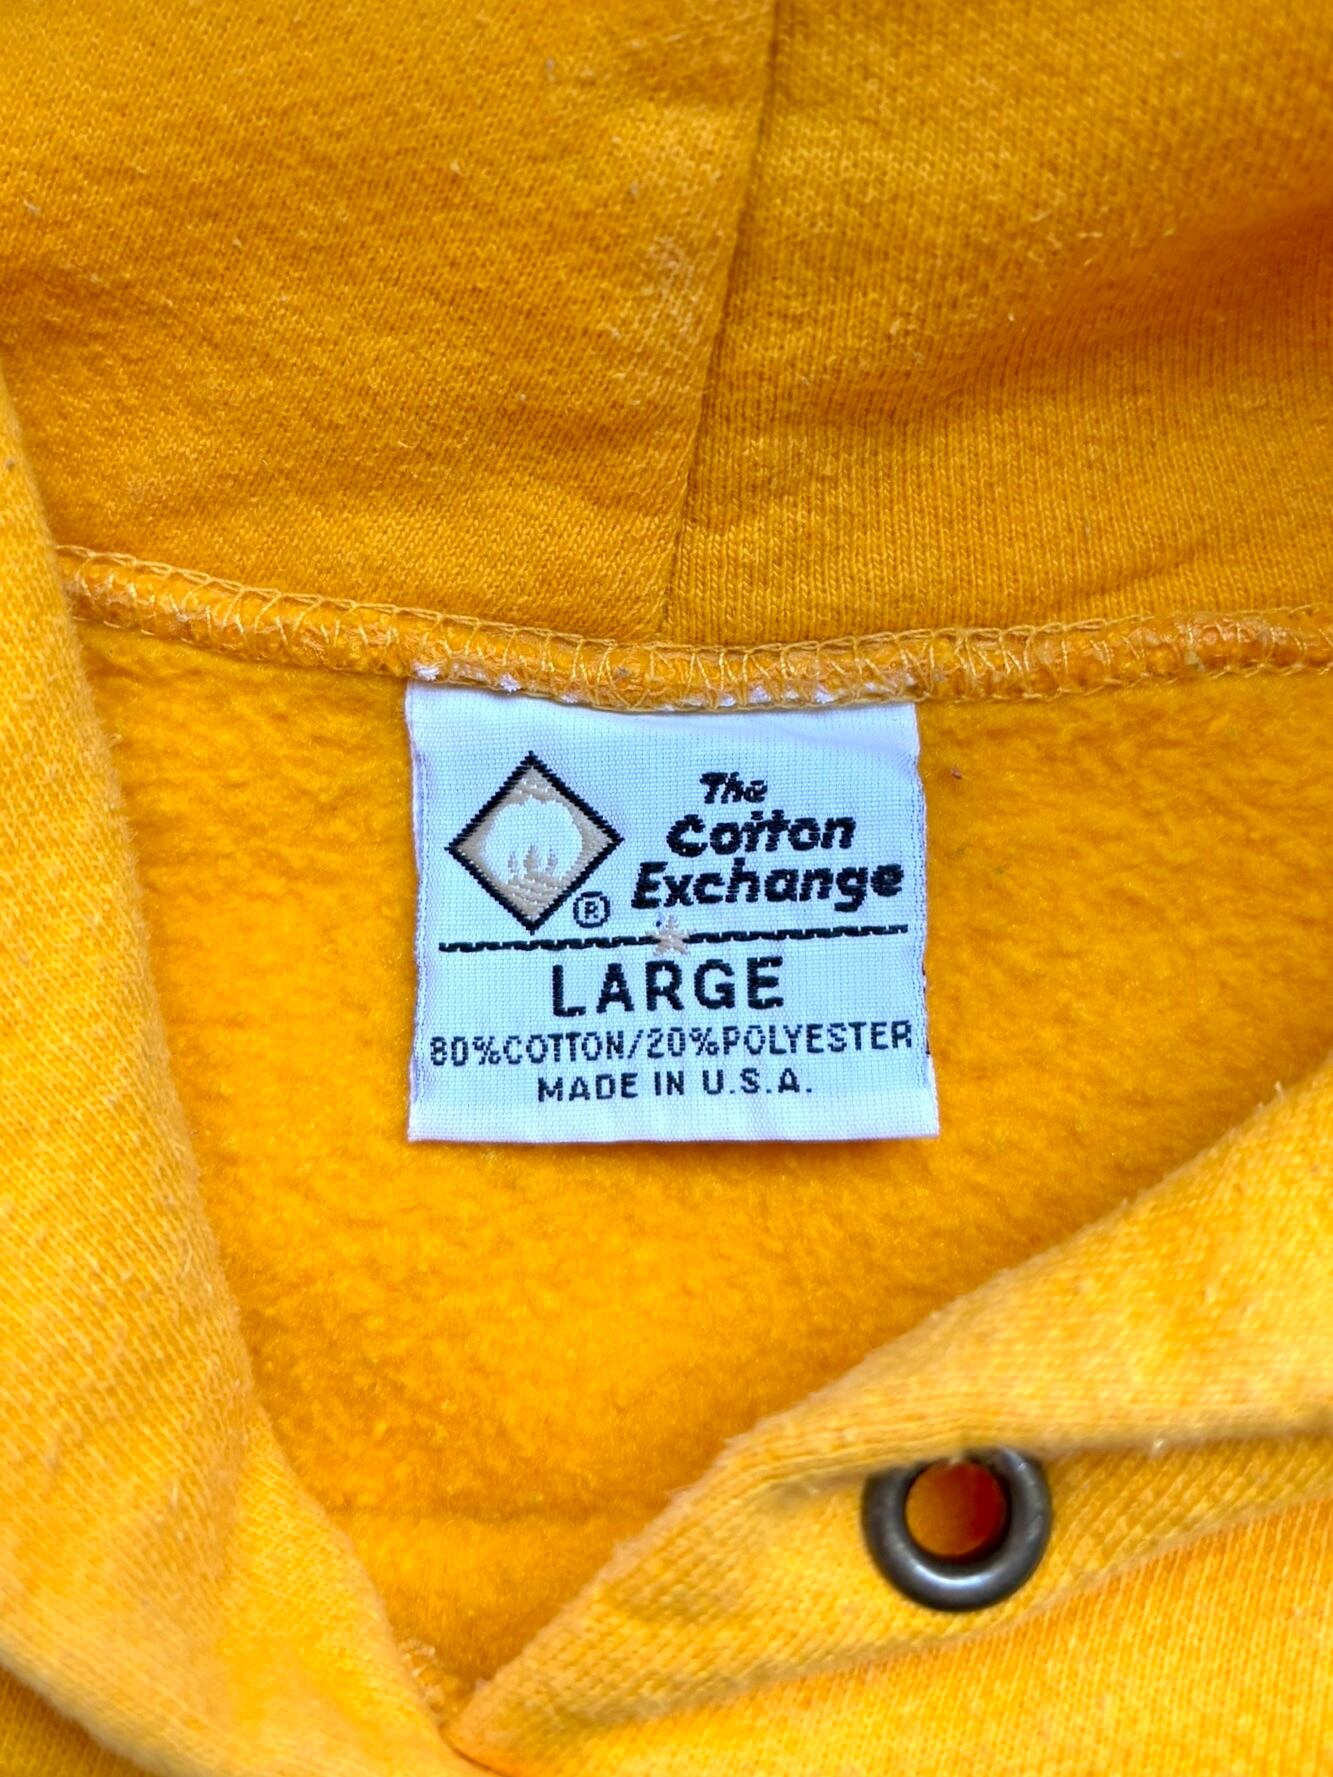 The
Cotton
Exchange
®
LARGE
80%COTTON/20%POLYESTER
MADE IN U.S.A.